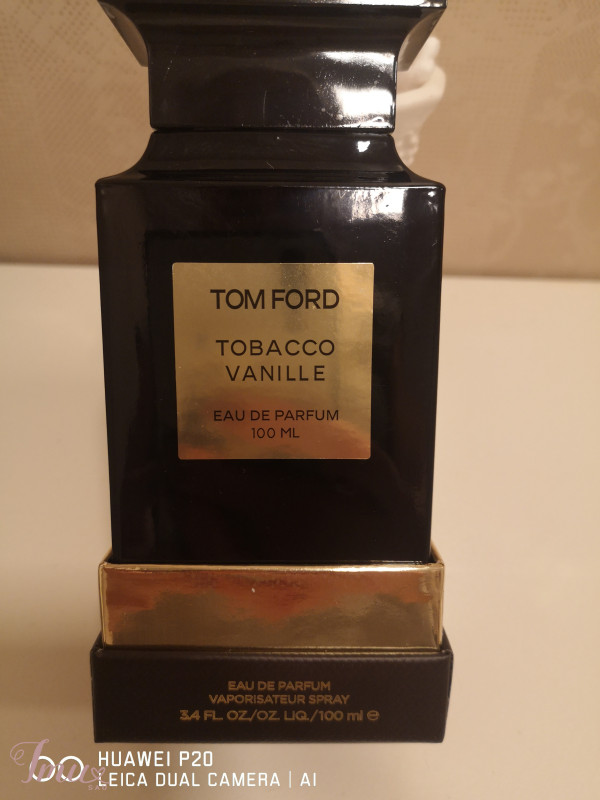 TOM FORD
TOBACCO
VANILLE
EAU DE PARFUM
100 ML
EAU DE PARFUM
VAPORISATEUR SPRAY
3.4 FL. OZ./OZ. LIQ./100 ml ℮
HUAWEI P20
LEICA DUAL CAMERA | AI